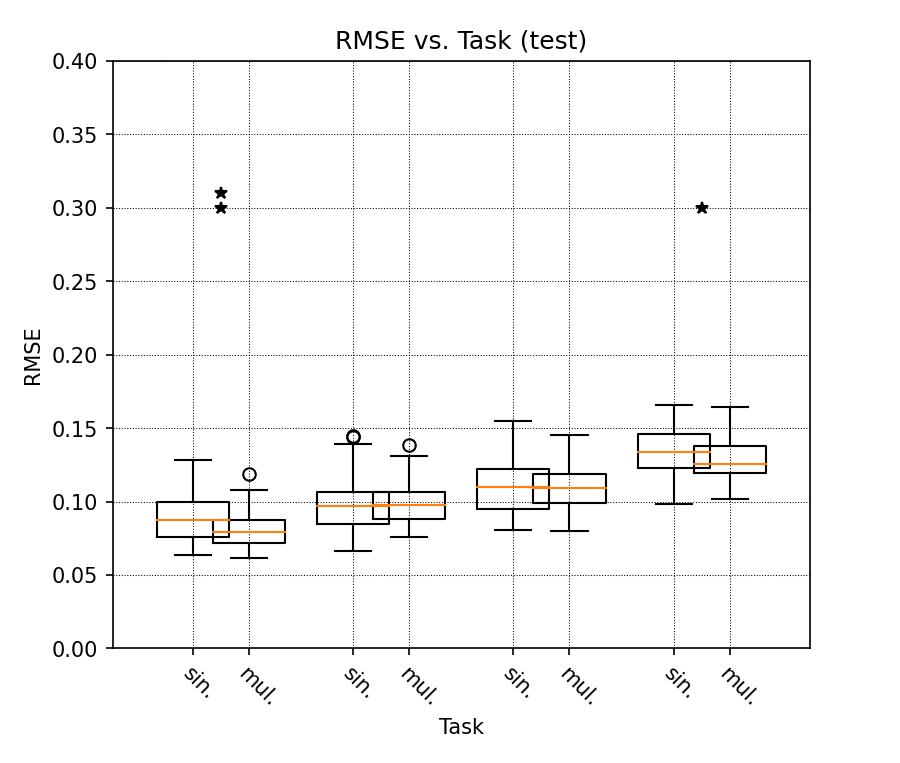 RMSE vs. Task (test)
0.40
0.35
0.30
0.25
0.20
0.15
0.10
0.05
0.00
RMSE
sin. mul. sin. mul. sin. mul. sin. mul.
Task